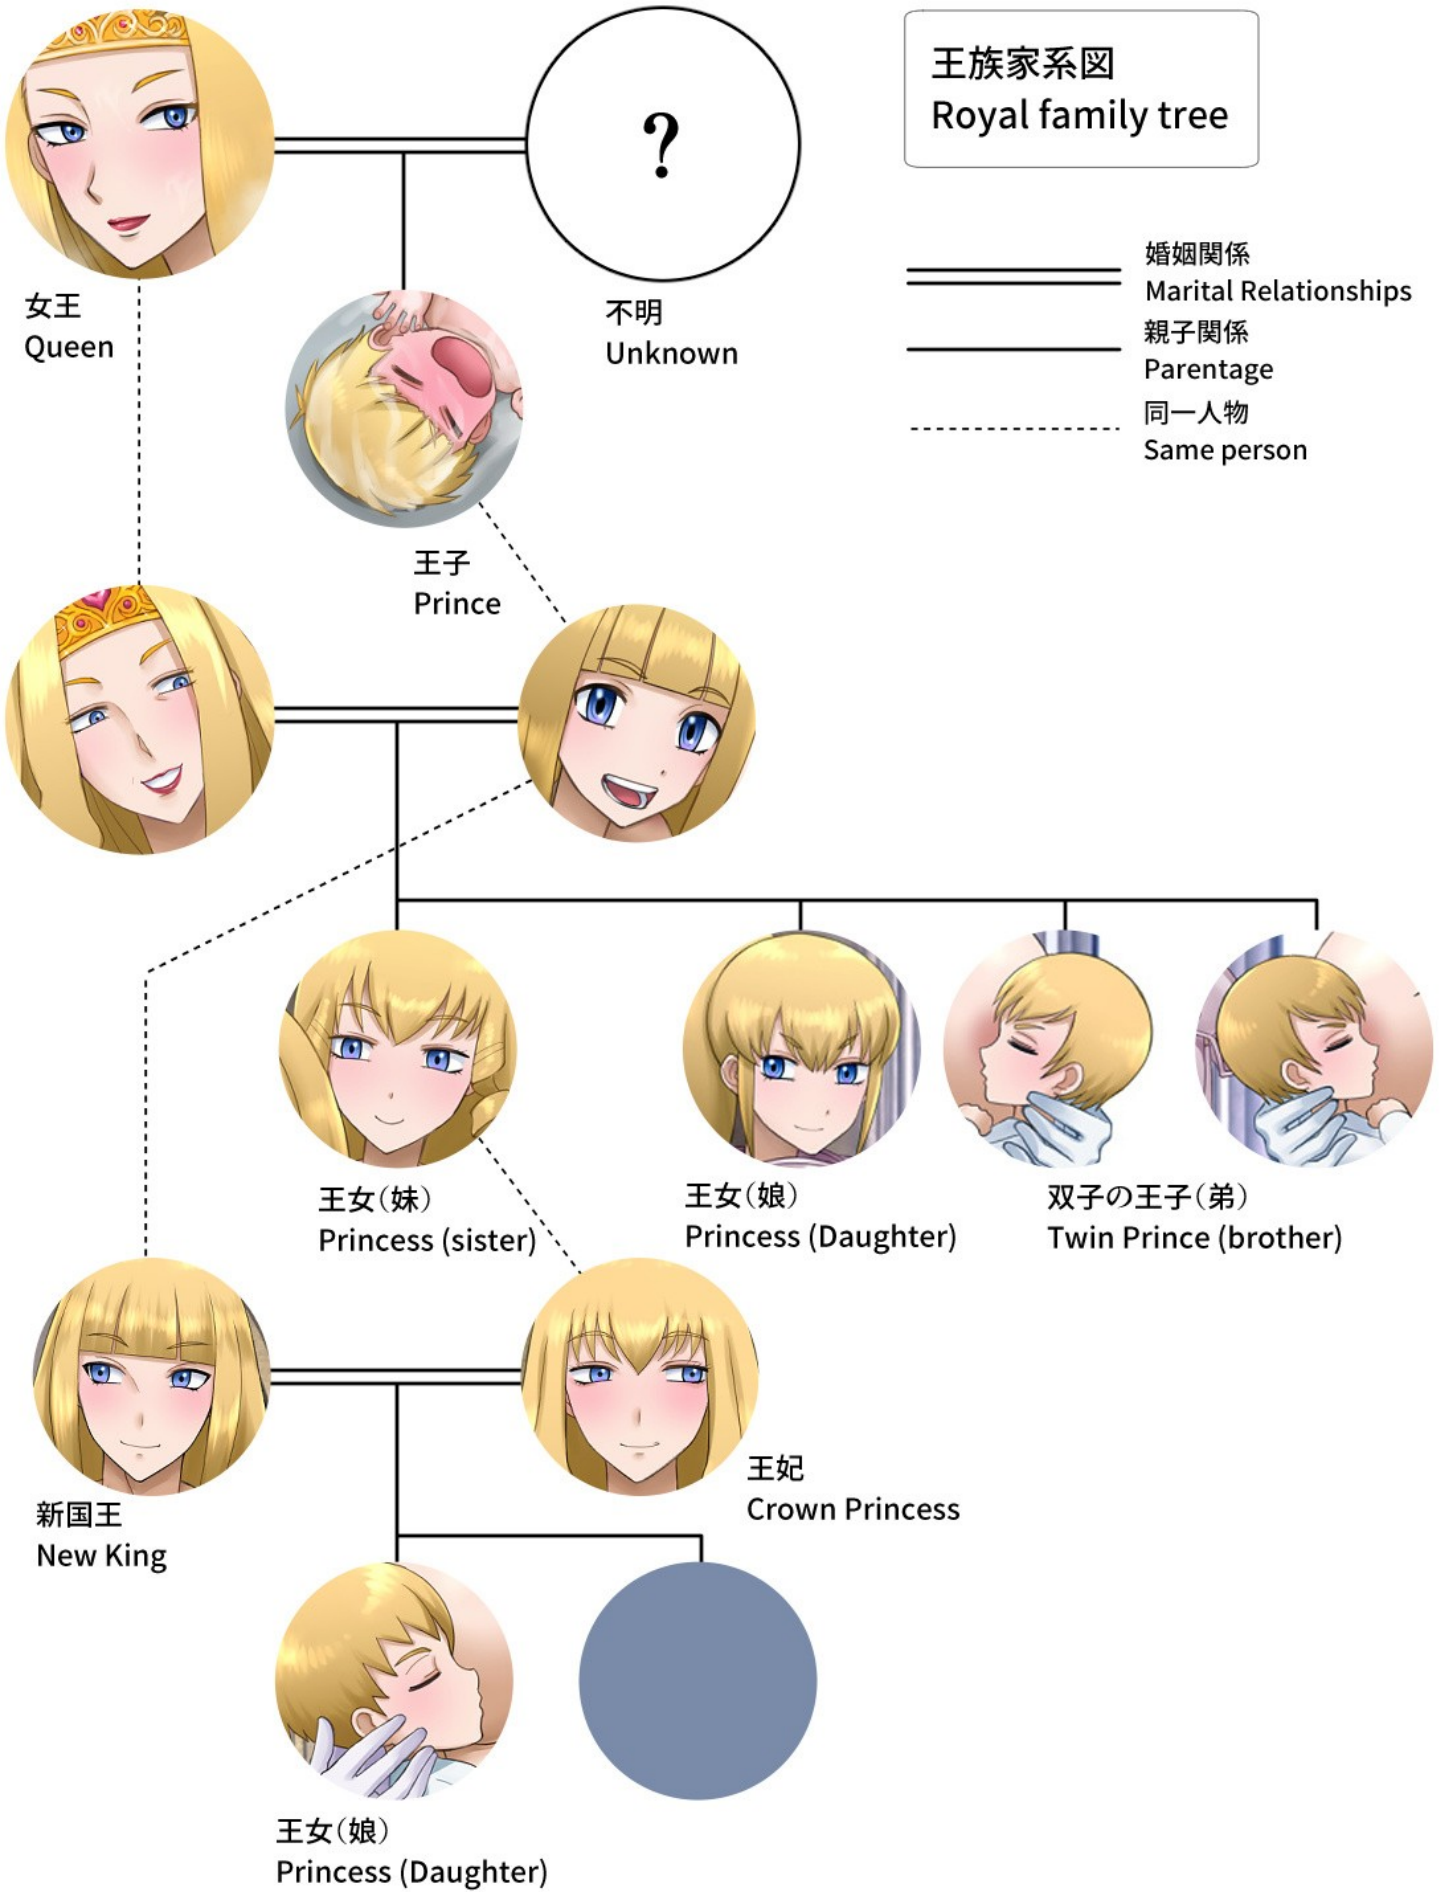 王族家系図
Royal family tree
婚姻関係
Marital Relationships
親子関係
Parentage
同一人物
Same person
女王
Queen
?
不明
Unknown
王子
Prince
王女(妹)
Princess (sister)
王女(娘)
Princess (Daughter)
双子の王子(弟)
Twin Prince (brother)
新国王
New King
王妃
Crown Princess
王女(娘)
Princess (Daughter)